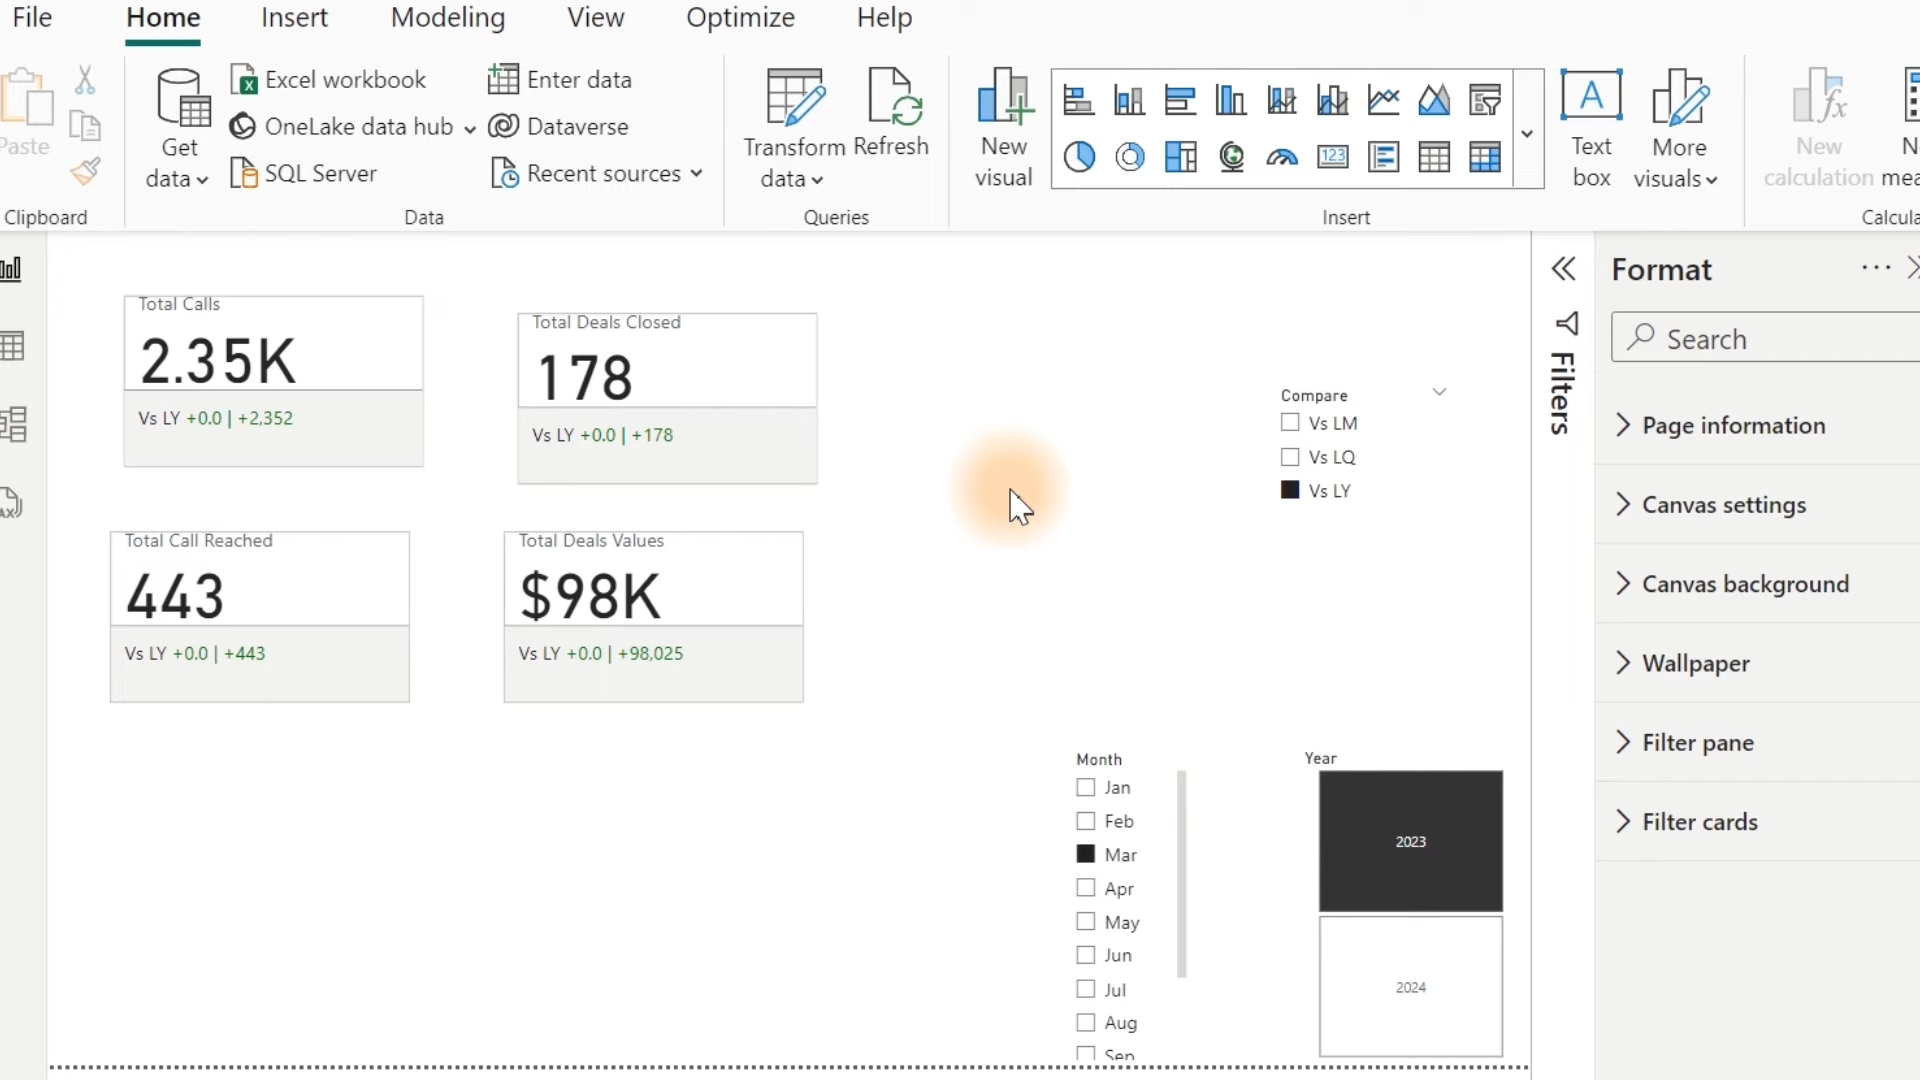 File
Home
Insert
Modeling
View
Optimize
Help
Paste
Clipboard
Get data
Excel workbook
OneLake data hub
SQL Server
Enter data
Dataverse
Recent sources
Data
Transform data
Refresh
Queries
New visual
123
A
Text box
More visuals
Insert
New calculation
Format
Search
Filters
Page information
Canvas settings
Canvas background
Wallpaper
Filter pane
Filter cards
Total Calls
2.35K
Vs LY +0.0 | +2,352
Total Deals Closed
178
Vs LY +0.0 | +178
Compare
Vs LM
Vs LQ
Vs LY
Total Call Reached
443
Vs LY +0.0 | +443
Total Deals Values
$98K
Vs LY +0.0 | +98,025
Month
Jan
Feb
Mar
Apr
May
Jun
Jul
Aug
Sep
Year
2023
2024